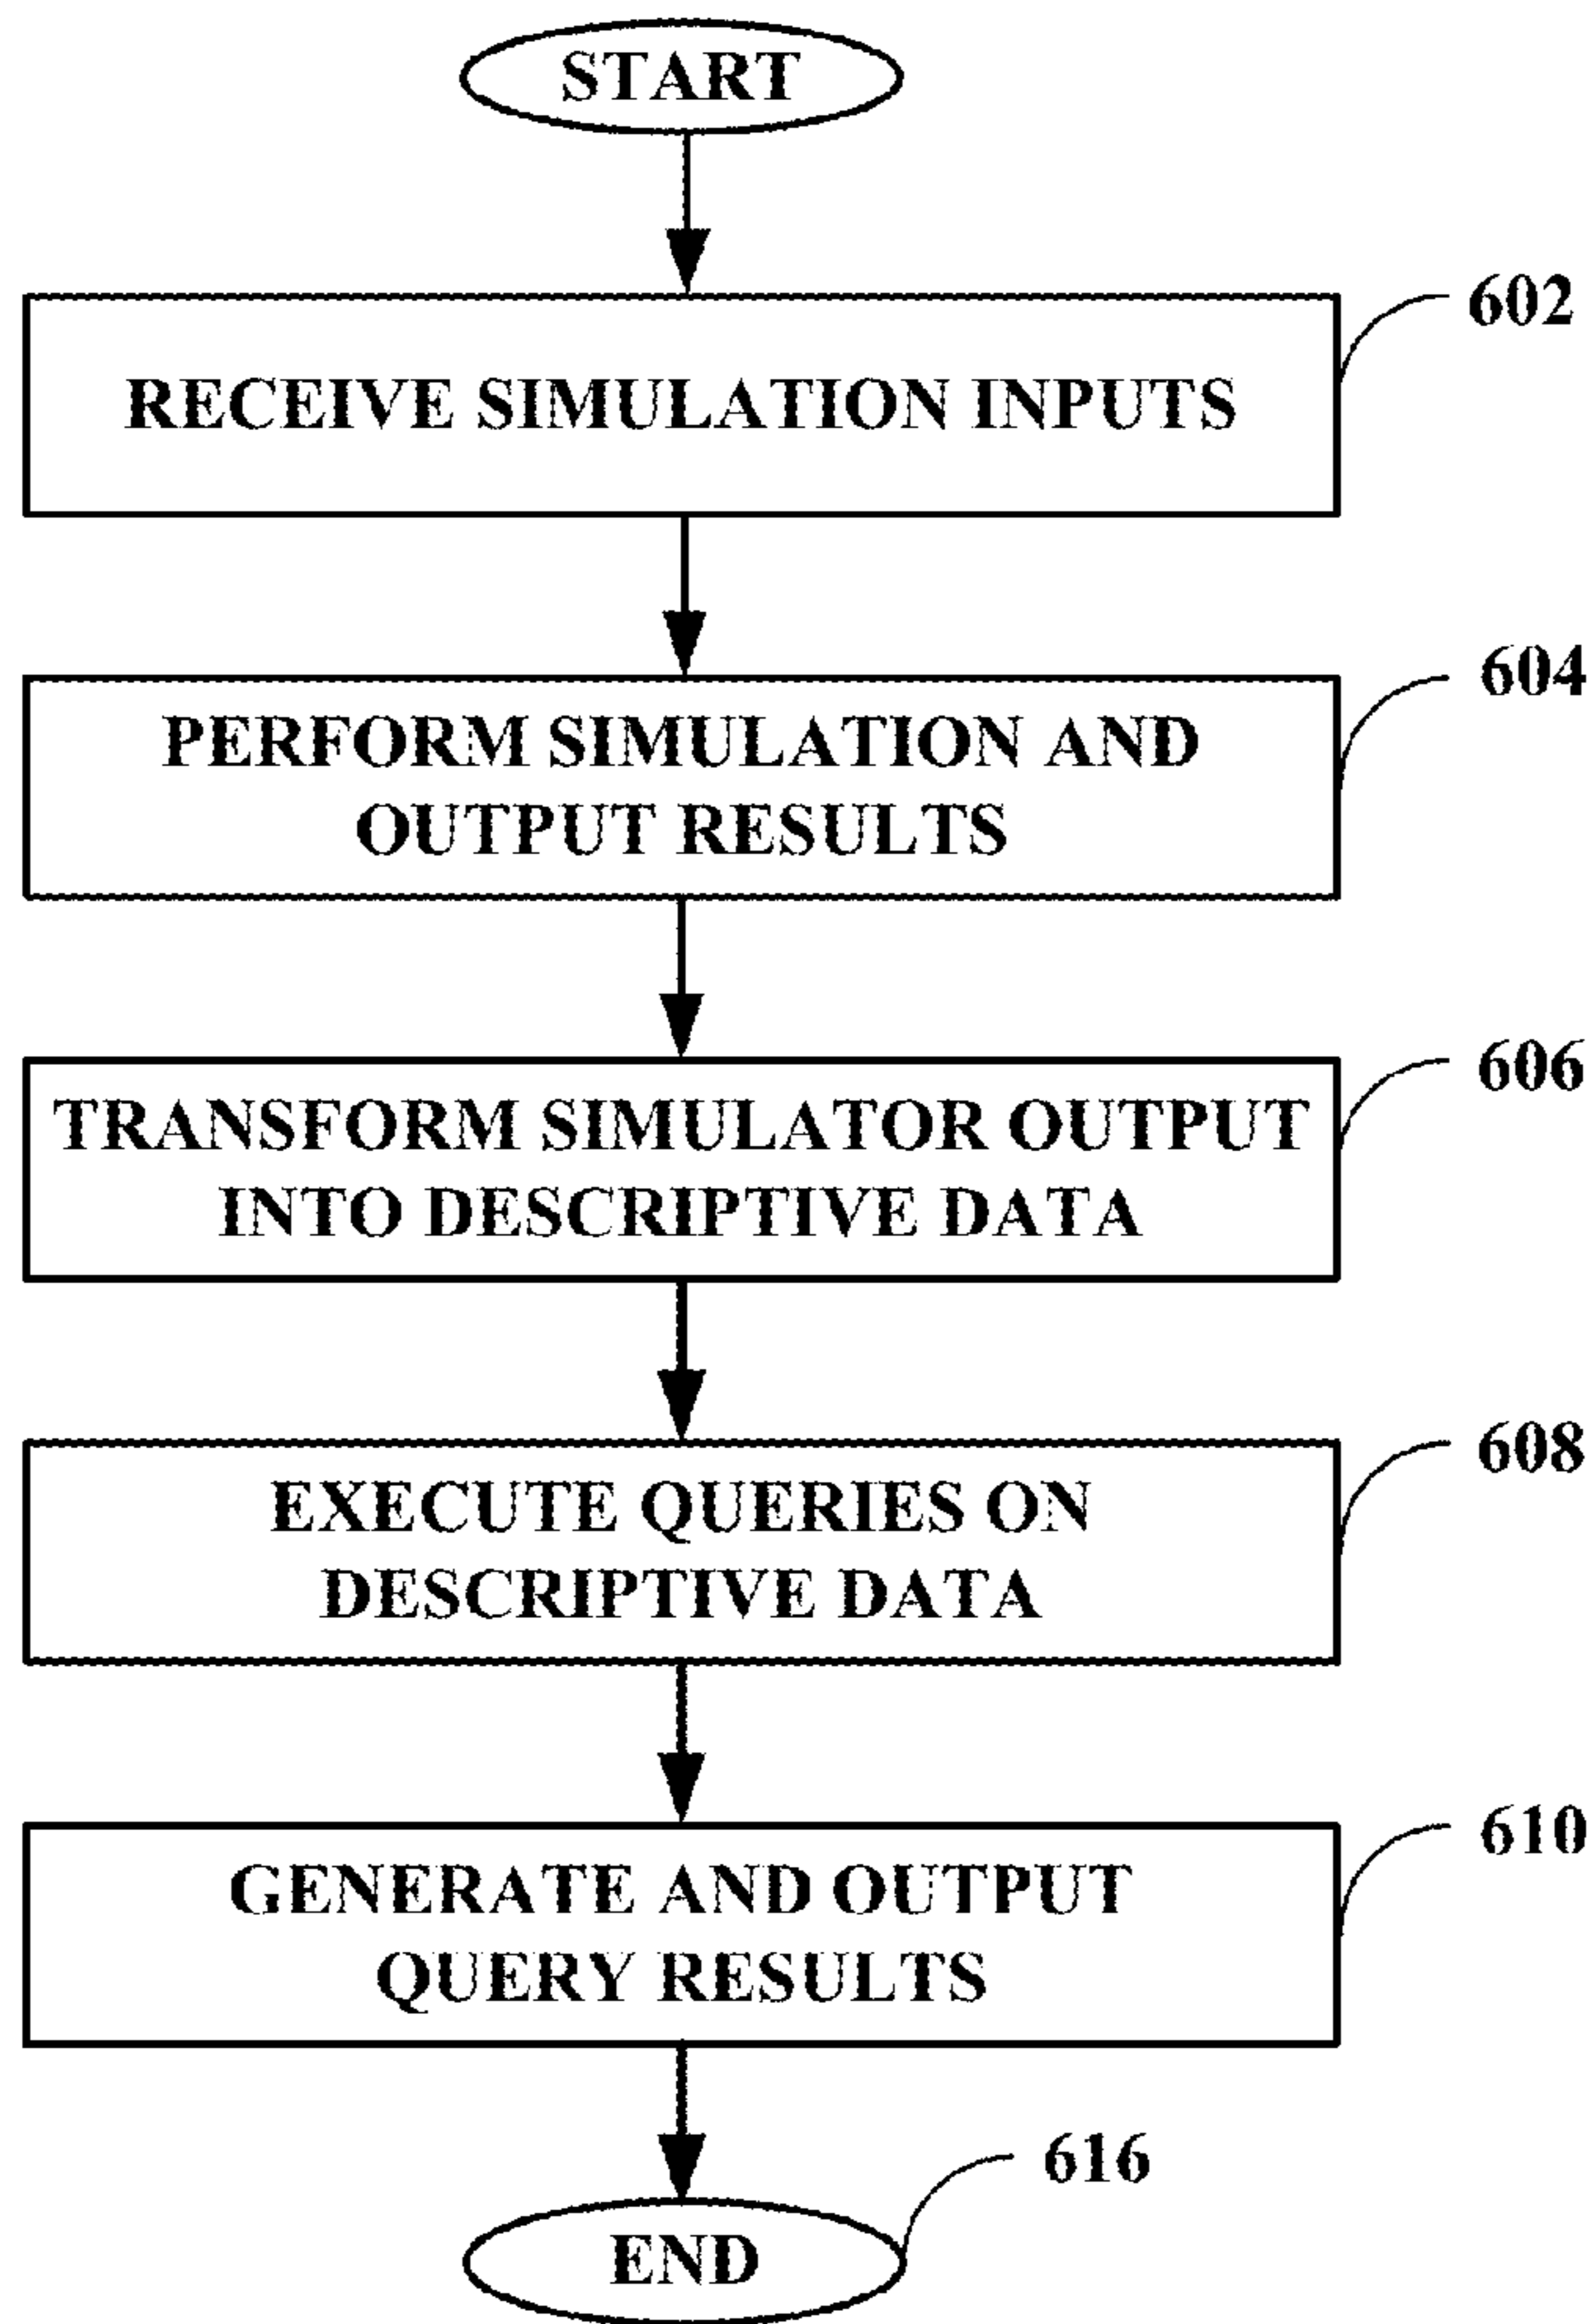 START
602
RECEIVE SIMULATION INPUTS
604
PERFORM SIMULATION AND
OUTPUT RESULTS
606
TRANSFORM SIMULATOR OUTPUT
INTO DESCRIPTIVE DATA
608
EXECUTE QUERIES ON
DESCRIPTIVE DATA
610
GENERATE AND OUTPUT
QUERY RESULTS
616
END